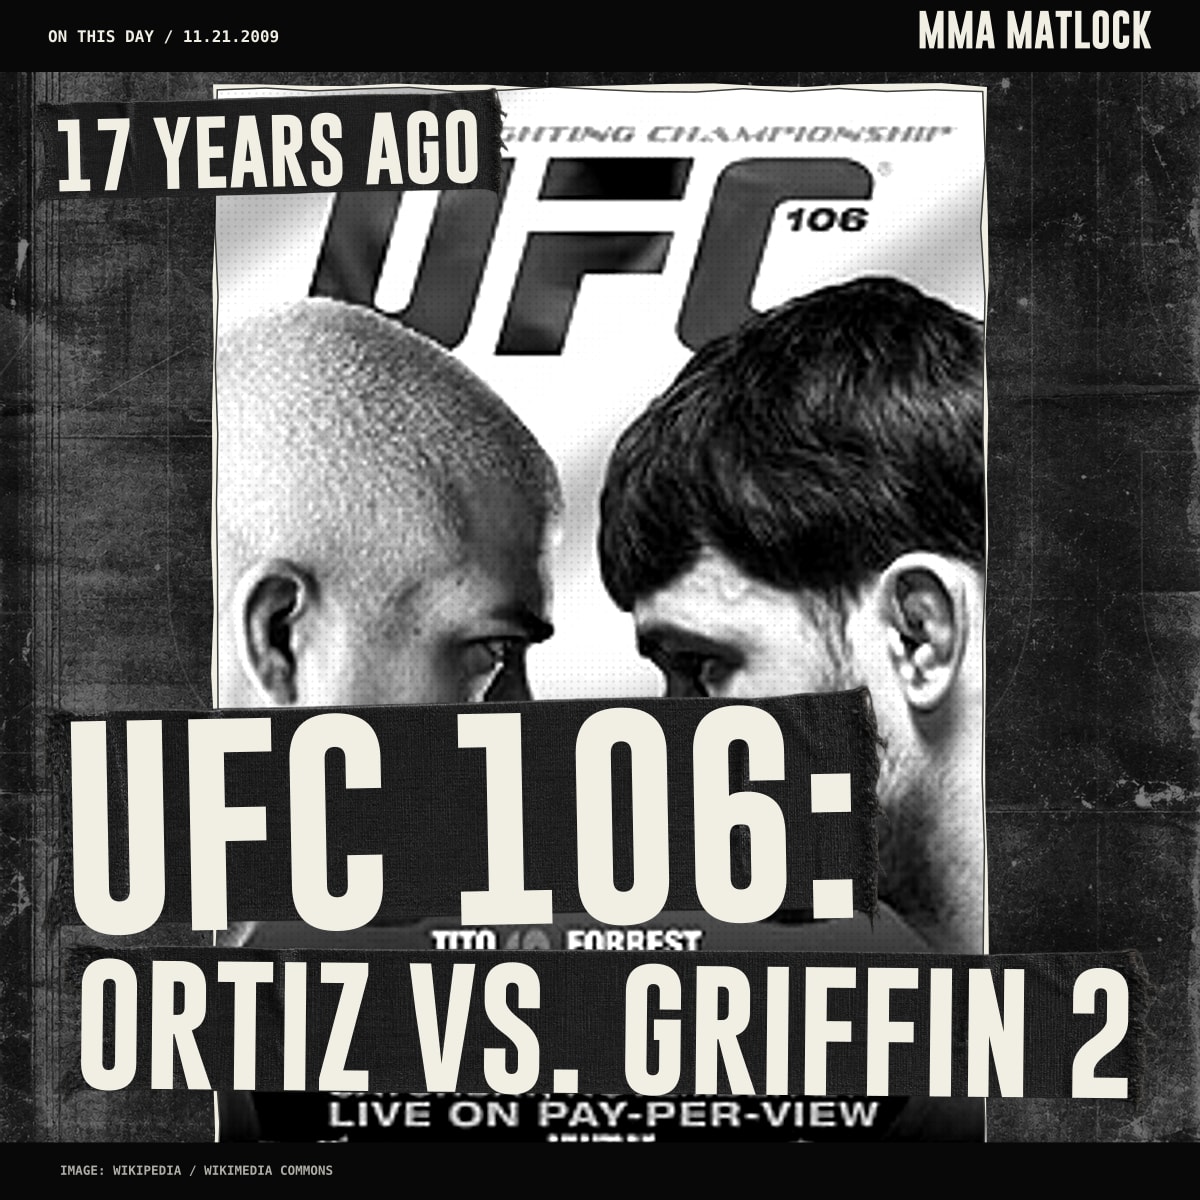 ON THIS DAY / 11.21.2009
MMA MATLOCK
17 YEARS AGO
CHAMPIONSHIP
UFC®
106
UFC 106:
TITO FORREST
ORTIZ VS. GRIFFIN 2
LIVE ON PAY-PER-VIEW
IMAGE: WIKIPEDIA / WIKIMEDIA COMMONS